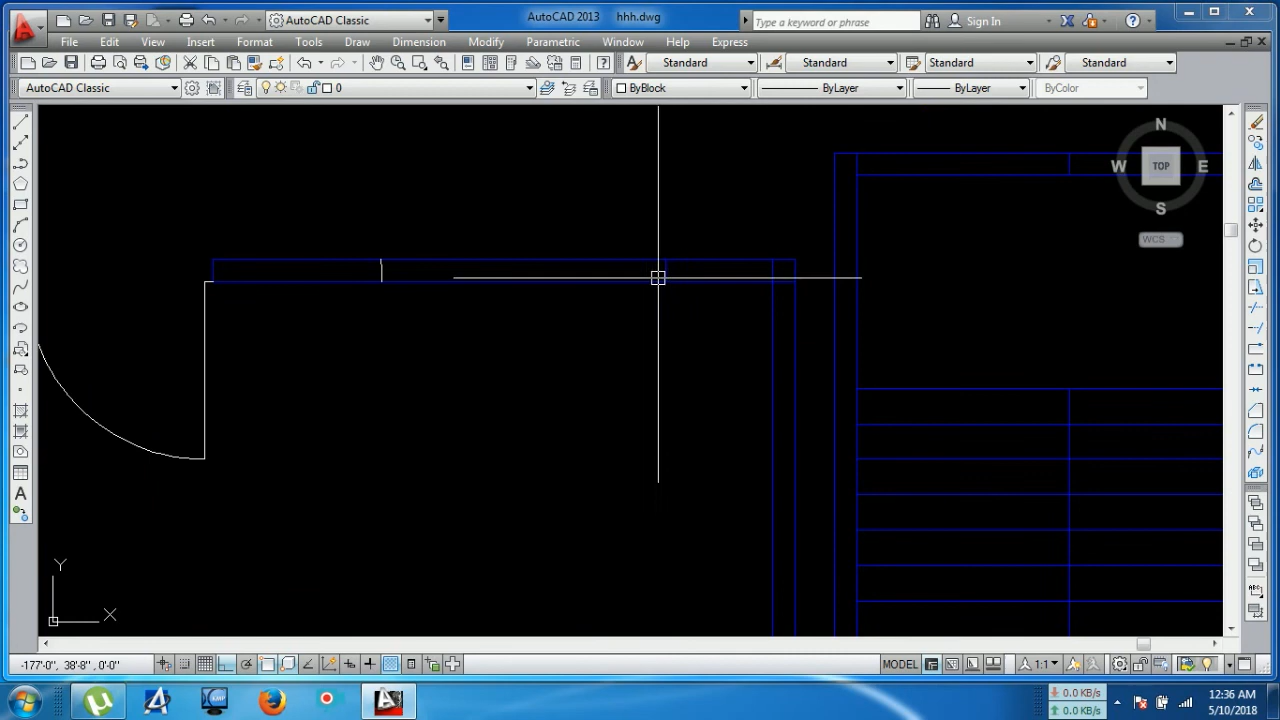 AutoCAD Classic
AutoCAD 2013 hhh.dwg
Type a keyword or phrase
Sign In
File Edit View Insert Format Tools Draw Dimension Modify Parametric Window Help Express
Standard Standard Standard Standard
AutoCAD Classic 0 ByBlock ByLayer ByLayer ByColor
N
W TOP E
S
WCS
Y
X
A
-177'-0", 38'-8" , 0'-0" MODEL 1:1
0.0 KB/s
0.0 KB/s
12:36 AM
5/10/2018